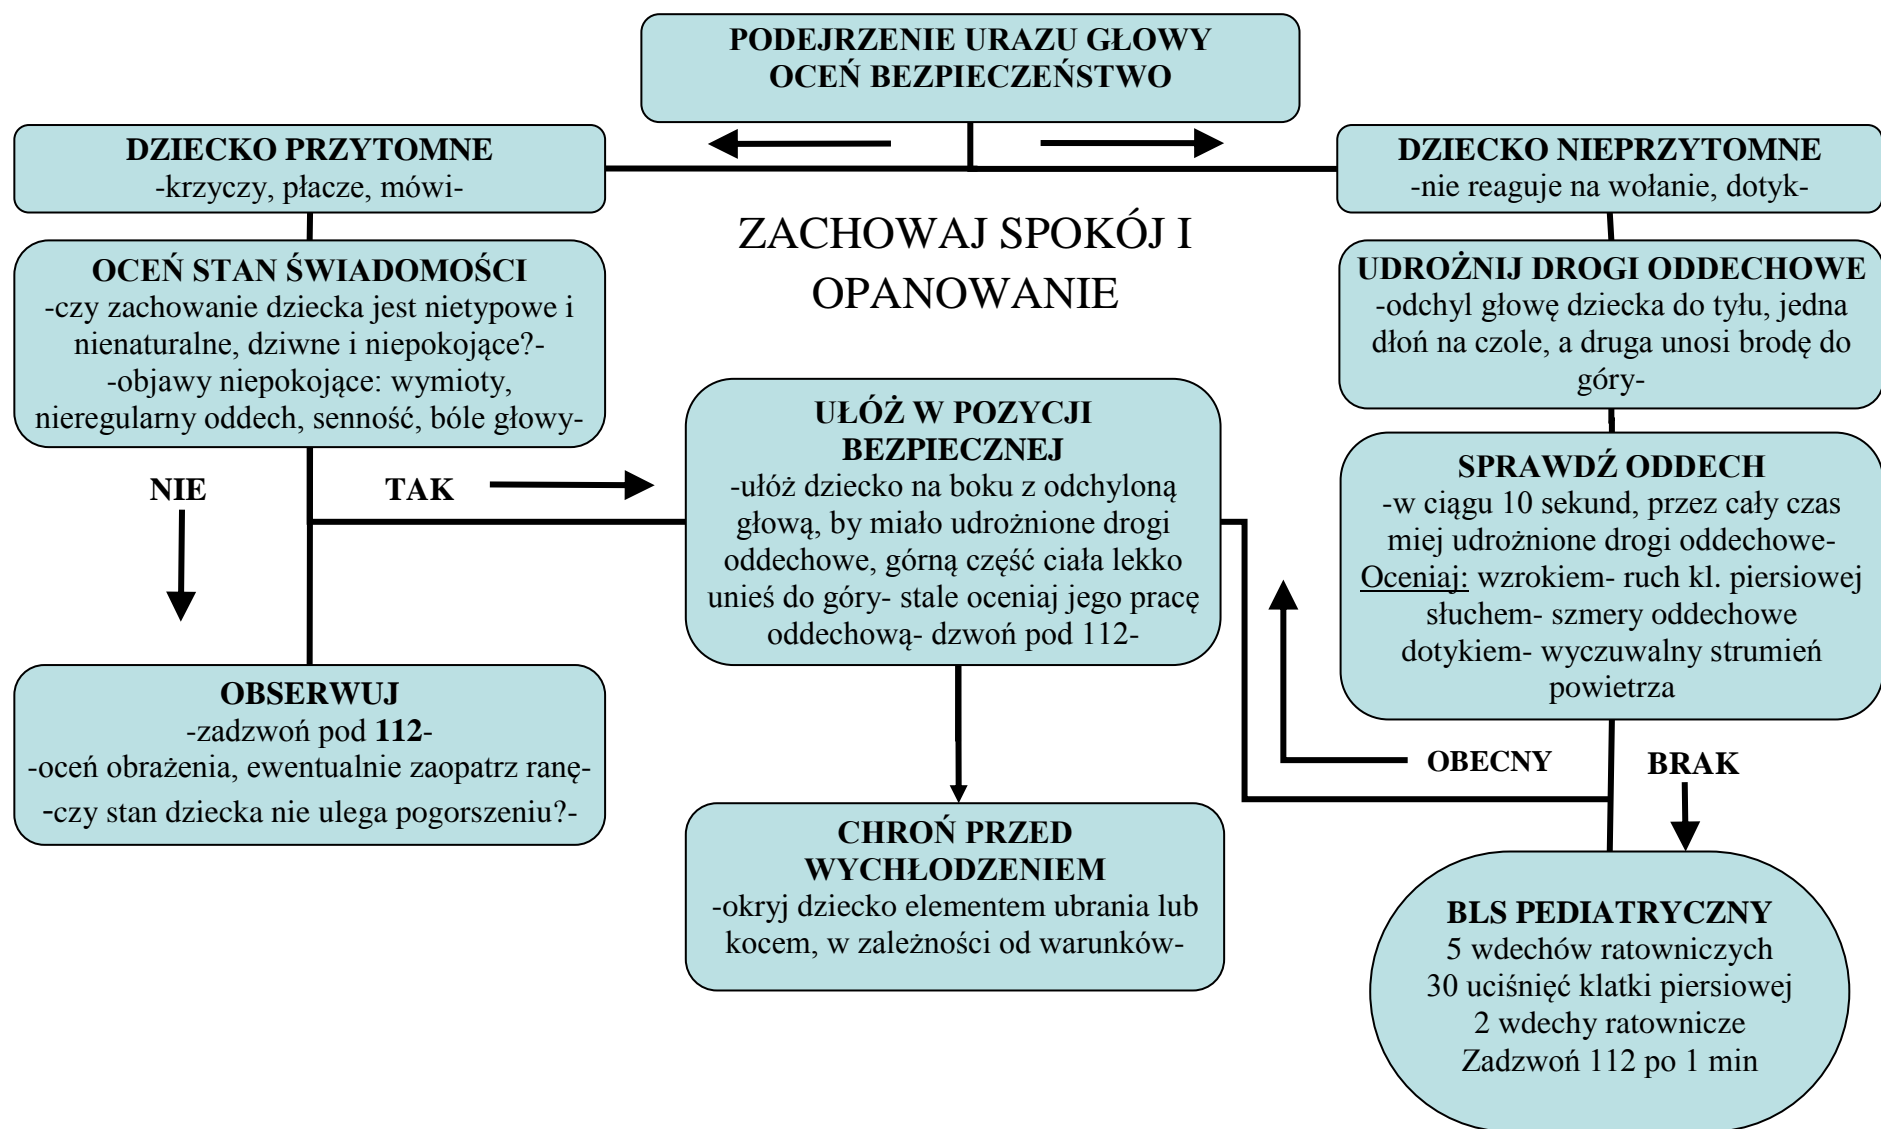 PODEJRZENIE URAZU GŁOWY
OCEŃ BEZPIECZEŃSTWO
DZIECKO PRZYTOMNE
-krzyczy, płacze, mówi-
DZIECKO NIEPRZYTOMNE
-nie reaguje na wołanie, dotyk-
ZACHOWAJ SPOKÓJ I
OPANOWANIE
OCEŃ STAN ŚWIADOMOŚCI
-czy zachowanie dziecka jest nietypowe i
nienaturalne, dziwne i niepokojące?-
-objawy niepokojące: wymioty,
nieregularny oddech, senność, bóle głowy-
UDROŻNIJ DROGI ODDECHOWE
-odchyl głowę dziecka do tyłu, jedna
dłoń na czole, a druga unosi brodę do
góry-
NIE
TAK
UŁÓŻ W POZYCJI
BEZPIECZNEJ
-ułóż dziecko na boku z odchyloną
głową, by miało udrożnione drogi
oddechowe, górną część ciała lekko
unieś do góry- stale oceniaj jego pracę
oddechową- dzwoń pod 112-
SPRAWDŹ ODDECH
-w ciągu 10 sekund, przez cały czas
miej udrożnione drogi oddechowe-
Oceniaj: wzrokiem- ruch kl. piersiowej
słuchem- szmery oddechowe
dotykiem- wyczuwalny strumień
powietrza
OBSERWUJ
-zadzwoń pod 112-
-oceń obrażenia, ewentualnie zaopatrz ranę-
-czy stan dziecka nie ulega pogorszeniu?-
OBECNY
BRAK
CHROŃ PRZED
WYCHŁODZENIEM
-okryj dziecko elementem ubrania lub
kocem, w zależności od warunków-
BLS PEDIATRYCZNY
5 wdechów ratowniczych
30 uciśnięć klatki piersiowej
2 wdechy ratownicze
Zadzwoń 112 po 1 min